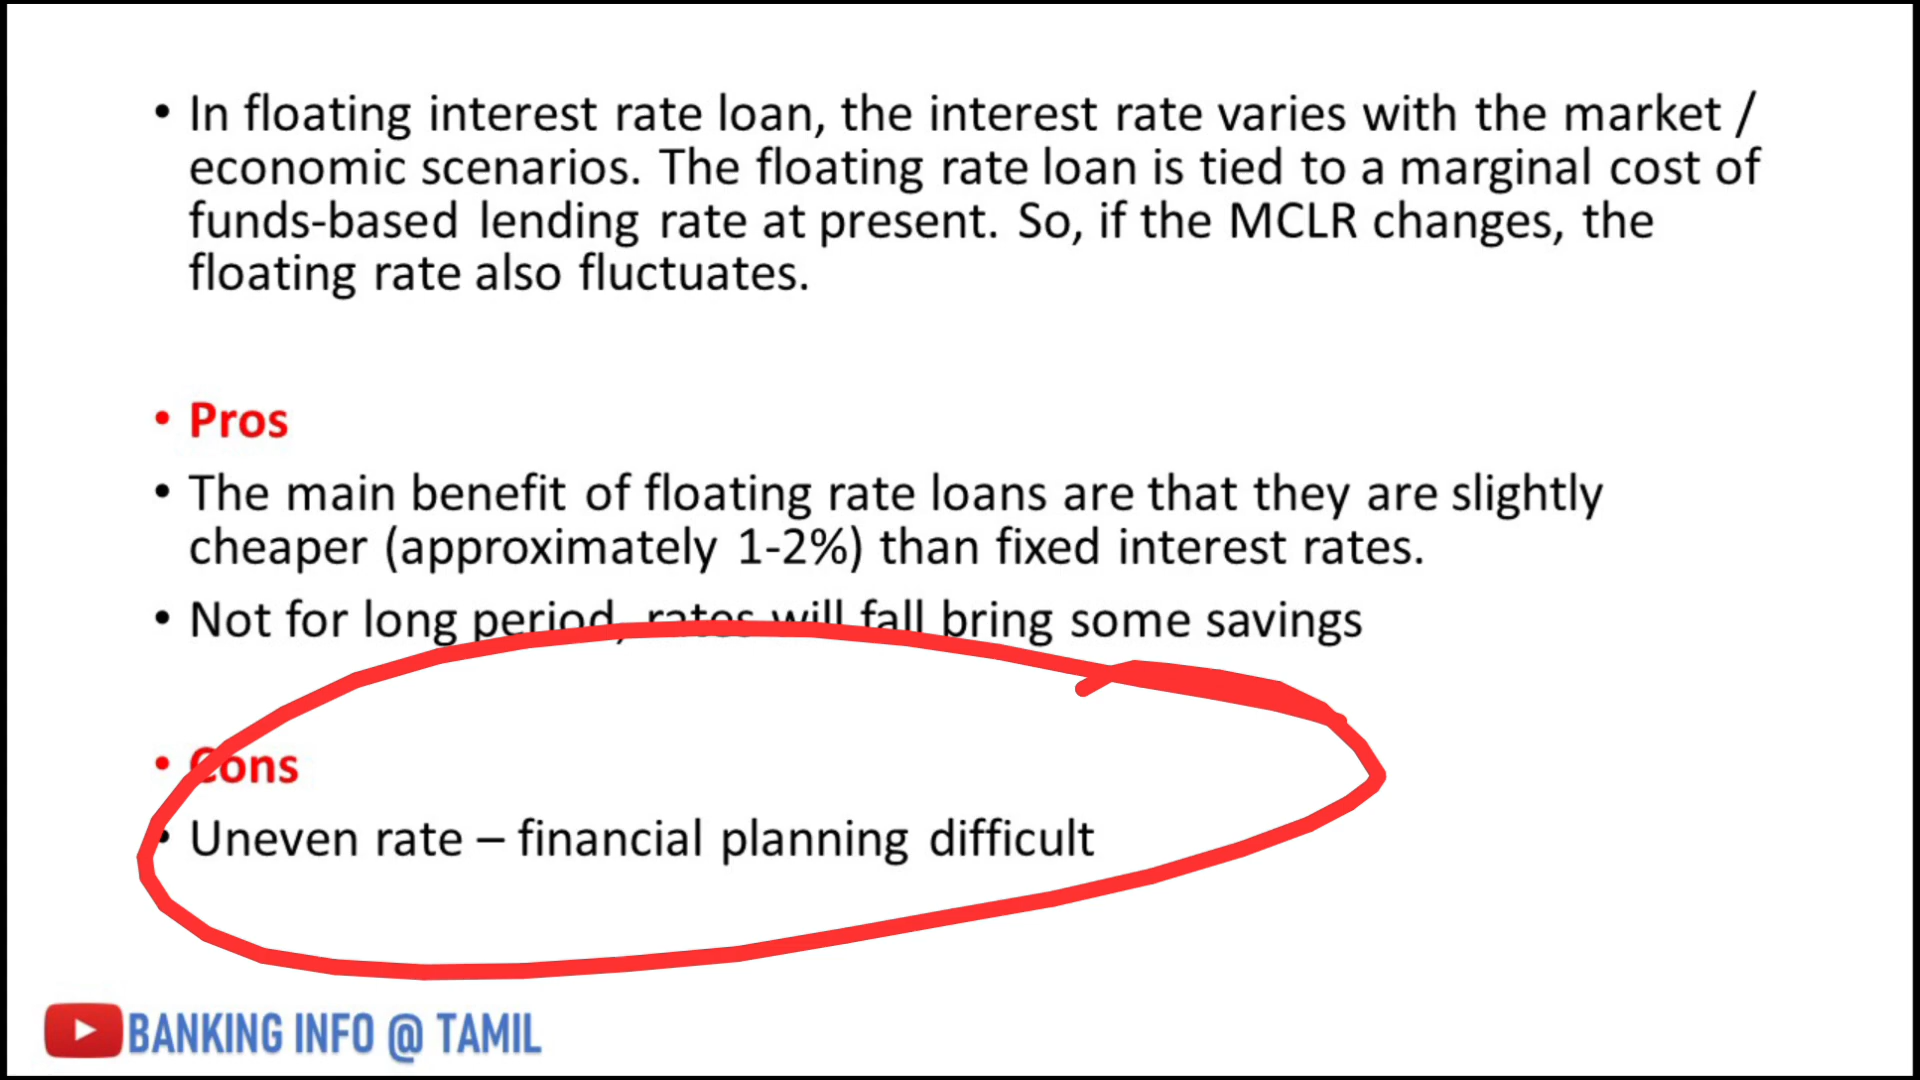 • In floating interest rate loan, the interest rate varies with the market /
economic scenarios. The floating rate loan is tied to a marginal cost of
funds-based lending rate at present. So, if the MCLR changes, the
floating rate also fluctuates.
• Pros
• The main benefit of floating rate loans are that they are slightly
cheaper (approximately 1-2%) than fixed interest rates.
• Not for long period, rates will fall bring some savings
• Cons
• Uneven rate – financial planning difficult
BANKING INFO @ TAMIL